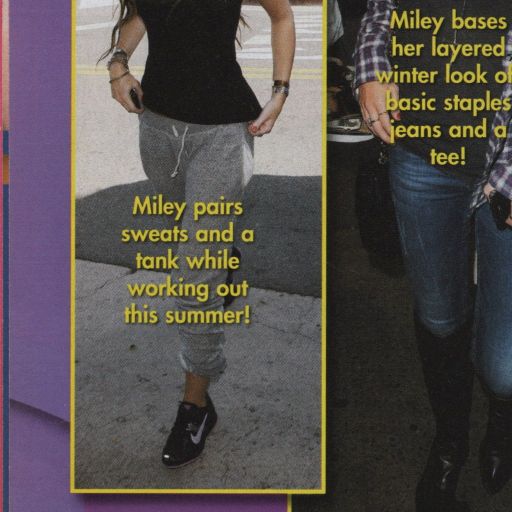 Miley pairs
sweats and a
tank while
working out
this summer!
Miley bases
her layered
winter look of
basic staples
jeans and a
tee!